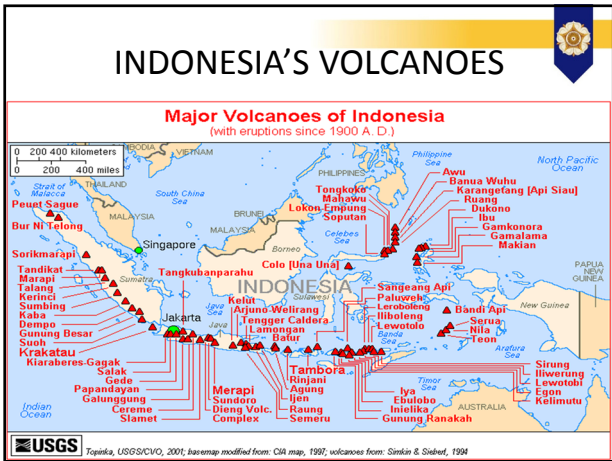 INDONESIA'S VOLCANOES
Major Volcanoes of Indonesia
(with eruptions since 1900 A. D.)
0 200 400 kilometers
0 200 400 miles
CAMBODIA
VIETNAM
THAILAND
PHILIPPINES
Philippine
Sea
North Pacific
Ocean
Strait of
Malacca
South China
Sea
MALAYSIA
BRUNEI
MALAYSIA
Celebes
Sea
Borneo
Singapore
Sumatra
INDONESIA
Sulawesi
Java
Sea
Jakarta
Java
Banda
Sea
New Guinea
PAPUA
NEW
GUINEA
Arafura
Sea
Timor
Sea
AUSTRALIA
Indian
Ocean
Peuet Sague
Bur Ni Telong
Sorikmarapi
Tandikat
Marapi
Talang
Kerinci
Sumbing
Kaba
Dempo
Gunung Besar
Suoh
Krakatau
Kiaraberes Gagak
Salak
Gede
Papandayan
Galunggung
Cereme
Slamet
Tangkubanparahu
Merapi
Sundoro
Dieng Volc.
Complex
Kelut
Arjuno-Welirang
Tengger Caldera
Lamongan
Batur
Tambora
Rinjani
Agung
Ijen
Raung
Semeru
Tongkoko
Mahawu
Lokon Empung
Soputan
Colo [Una Una]
Awu
Banua Wuhu
Karangefang [Api Siau]
Ruang
Dukono
Ibu
Gamkonora
Gamalama
Makian
Sangeang Api
Paluweh
Leroboleng
Iliboleng
Lewotolo
Bandi Api
Serua
Nila
Teon
Sirung
Iliwerung
Lewotobi
Egon
Kelimutu
Iya
Ebulobo
Inielika
Gunung Ranakah
USGS
Topinka, USGS/CVO, 2001; basemap modified from: CIA map, 1997; volcanoes from: Simkin & Siebert, 1994